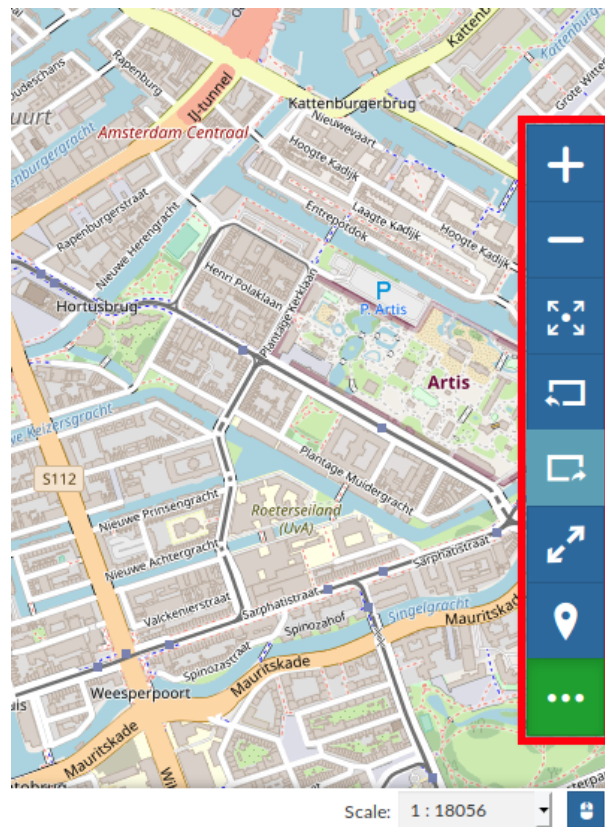 Kattenburg
Rapenburg
IJ-tunnel
Kattenburgerbrug
Nieuwevaart
Amsterdam Centraal
Hoogte Kadijk
Laagte Kadijk
Hoogte Kadijk
Entrepotdok
Rapenburgerstraat
Nieuwe Herengracht
Henri Polaklaan
Plantage Kerklaan
P
P. Artis
Hortusbrug
Artis
Plantage Muidergracht
S112
Nieuwe Prinsengracht
Roeterseiland
(UvA)
Nieuwe Achtergracht
Sarphatistraat
Valckenierstraat
Sarphatistraat
Singelgracht
Spinozahof
Spinozastraat
Mauritskade
Weesperpoort
Mauritskade
Scale:
1 : 18056